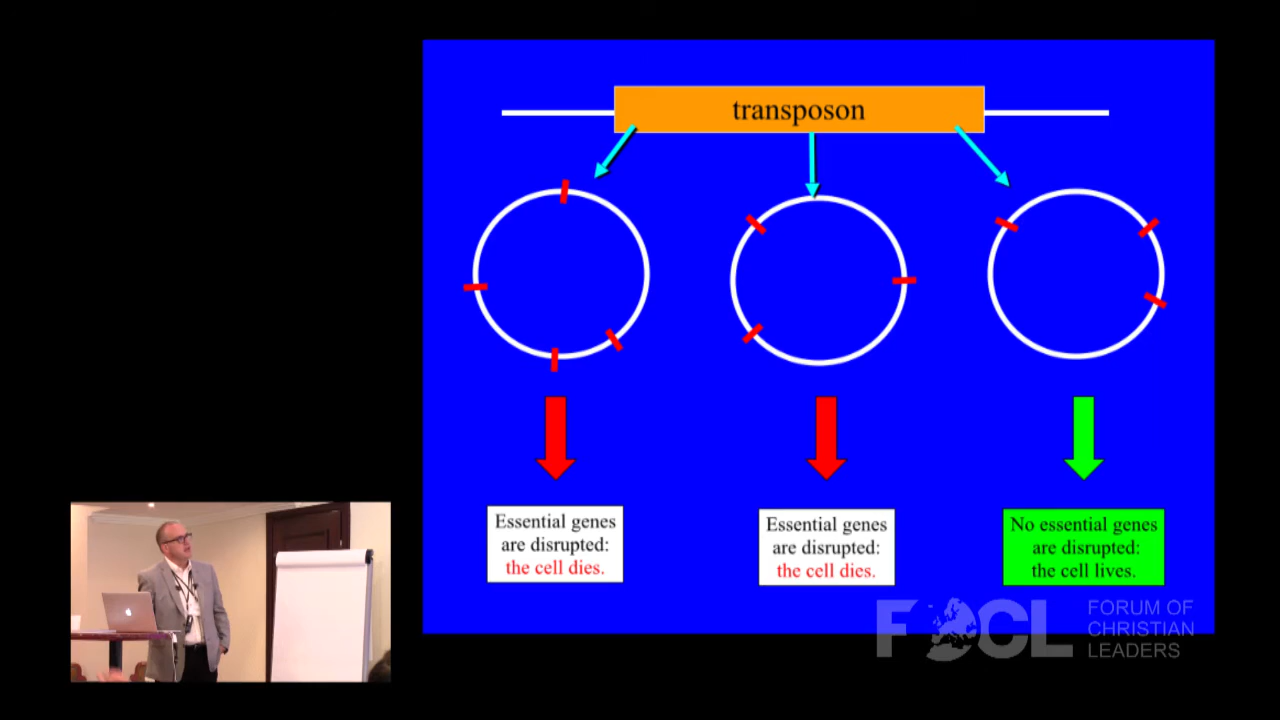 transposon
Essential genes
are disrupted:
the cell dies.
Essential genes
are disrupted:
the cell dies.
No essential genes
are disrupted:
the cell lives.
FOCL
FORUM OF
CHRISTIAN
LEADERS